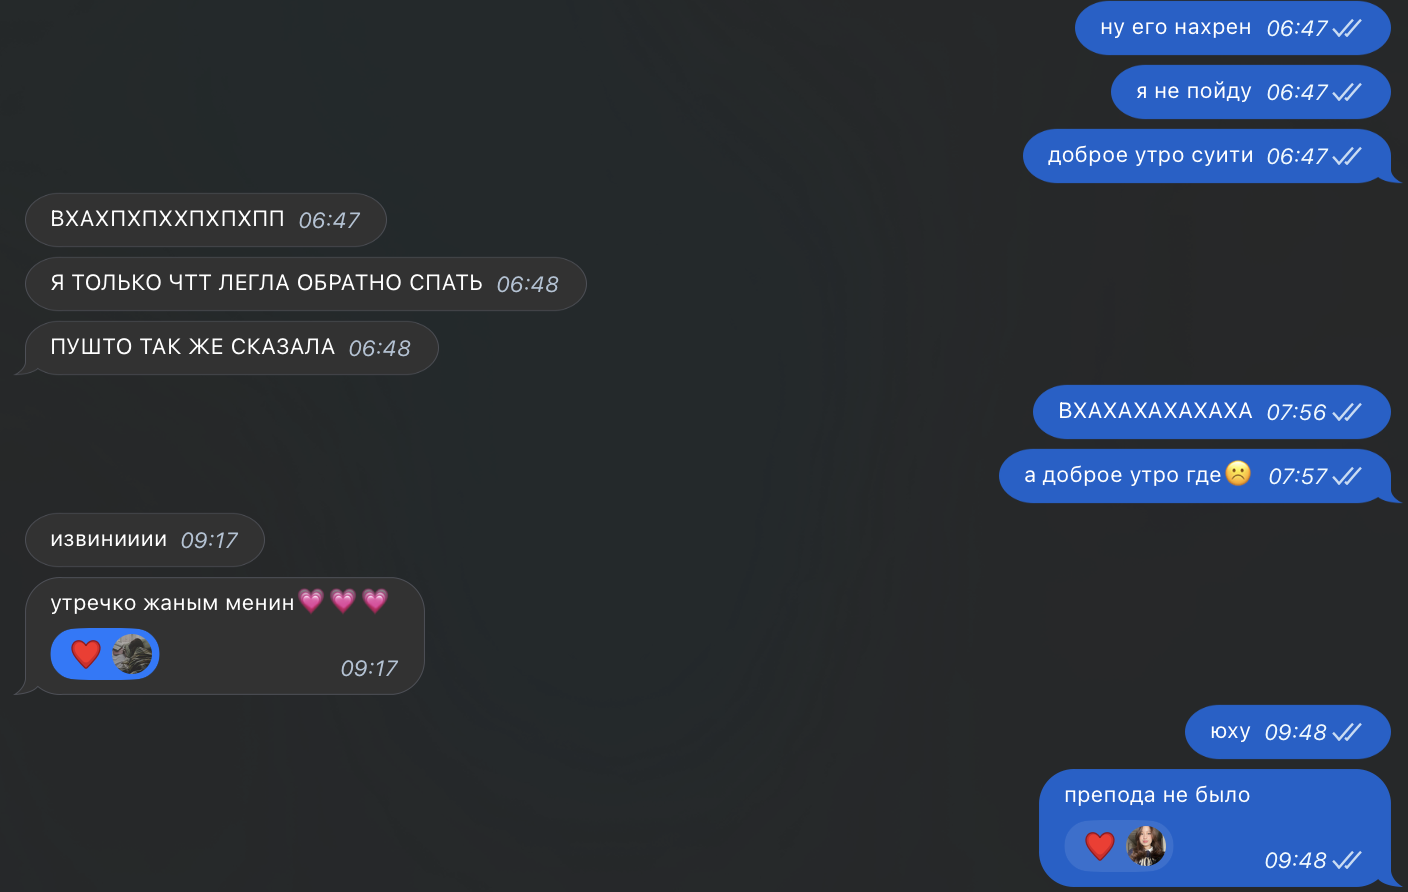 ну его нахрен 06:47
я не пойду 06:47
доброе утро суити 06:47
ВХАХПХПХХПХПХПП 06:47
Я ТОЛЬКО ЧТТ ЛЕГЛА ОБРАТНО СПАТЬ 06:48
ПУШТО ТАК ЖЕ СКАЗАЛА 06:48
ВХАХАХАХАХАХА 07:56
а доброе утро где☹️ 07:57
извинииии 09:17
утречко жаным менин💗💗💗
09:17
юху 09:48
препода не было
09:48